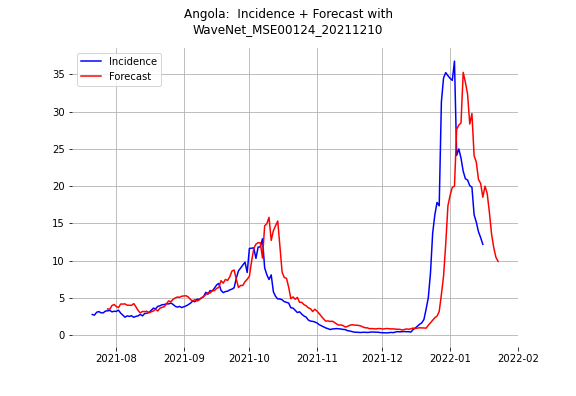 Angola:  Incidence + Forecast with
WaveNet_MSE00124_20211210
Incidence
Forecast
35
30
25
20
15
10
5
0
2021-08 2021-09 2021-10 2021-11 2021-12 2022-01 2022-02